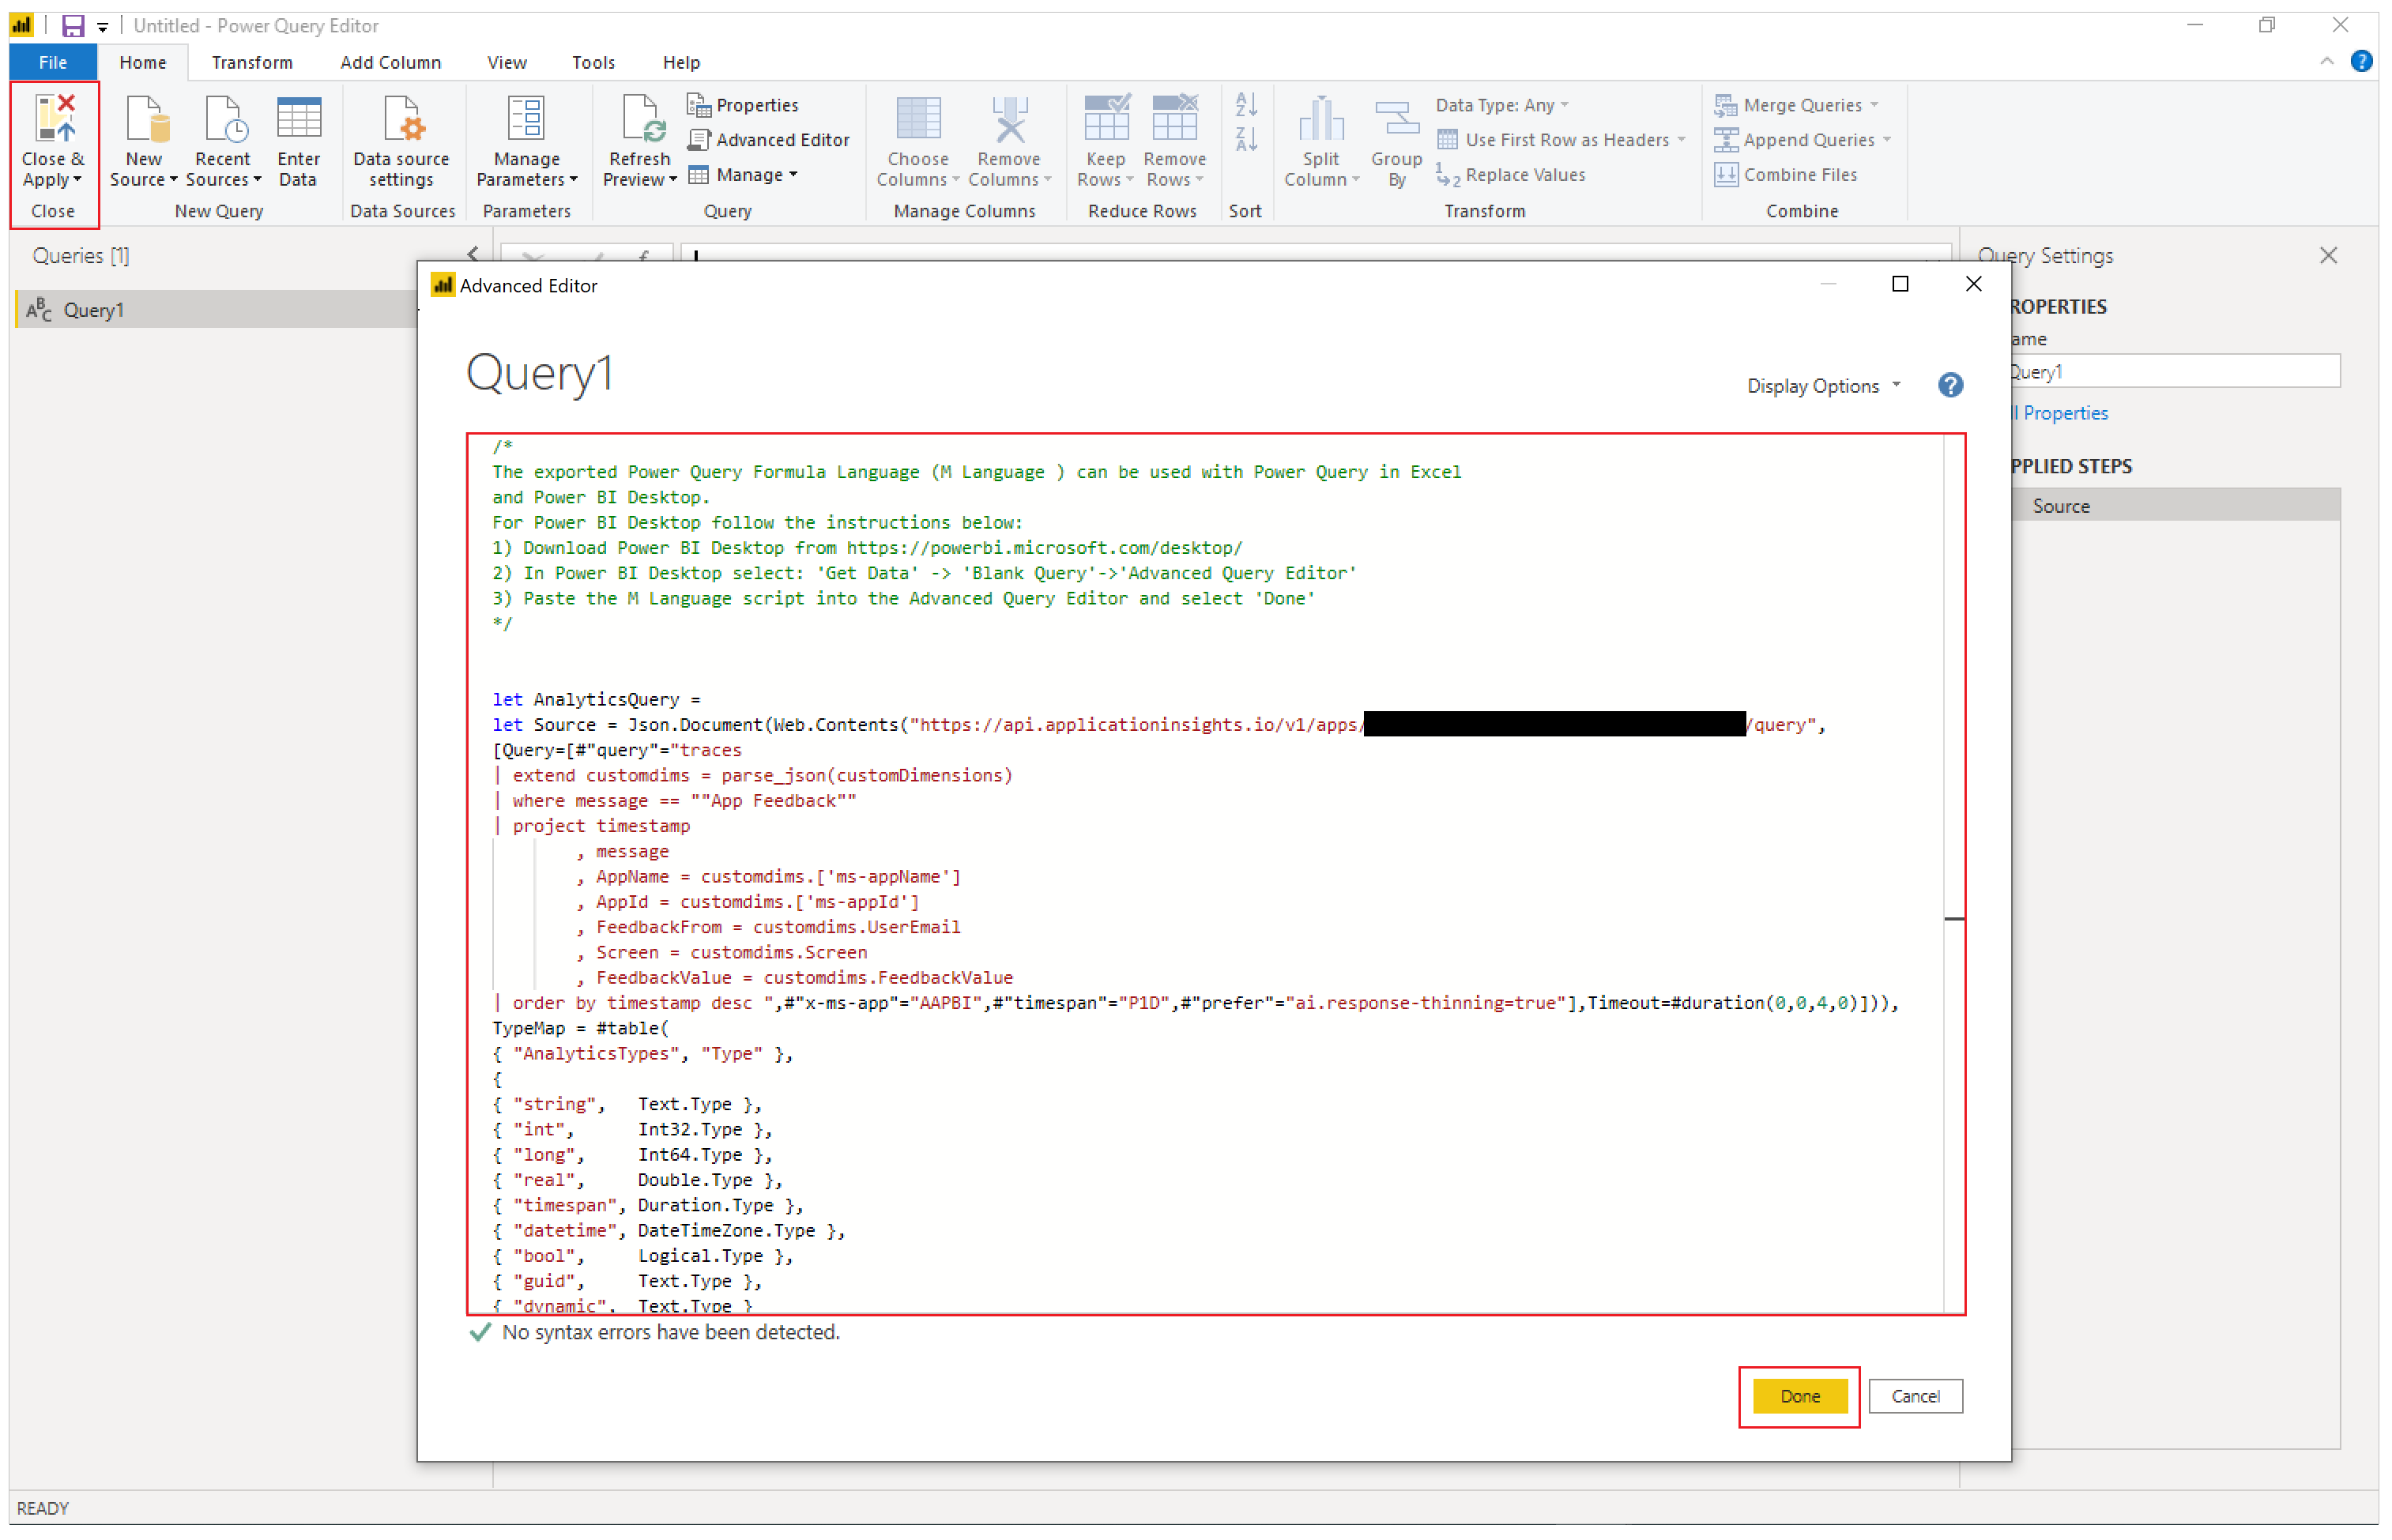 Untitled - Power Query Editor
File
Home
Transform
Add Column
View
Tools
Help
Close &
Apply
Close
New
Source
Recent
Sources
Enter
Data
New Query
Data source
settings
Data Sources
Manage
Parameters
Parameters
Refresh
Preview
Properties
Advanced Editor
Manage
Query
Choose
Columns
Remove
Columns
Manage Columns
Keep
Rows
Remove
Rows
Reduce Rows
Sort
Split
Column
Group
By
Data Type: Any
Use First Row as Headers
Replace Values
Transform
Merge Queries
Append Queries
Combine Files
Combine
Queries [1]
Query1
Query Settings
ROPERTIES
ame
Query1
l Properties
PPLIED STEPS
Source
Advanced Editor
Query1
Display Options
/*
The exported Power Query Formula Language (M Language ) can be used with Power Query in Excel
and Power BI Desktop.
For Power BI Desktop follow the instructions below:
1) Download Power BI Desktop from https://powerbi.microsoft.com/desktop/
2) In Power BI Desktop select: 'Get Data' -> 'Blank Query'->'Advanced Query Editor'
3) Paste the M Language script into the Advanced Query Editor and select 'Done'
*/
let AnalyticsQuery =
let Source = Json.Document(Web.Contents("https://api.applicationinsights.io/v1/apps/ /query",
[Query=[#"query"="traces
| extend customdims = parse_json(customDimensions)
| where message == ""App Feedback""
| project timestamp
, message
, AppName = customdims.['ms-appName']
, AppId = customdims.['ms-appId']
, FeedbackFrom = customdims.UserEmail
, Screen = customdims.Screen
, FeedbackValue = customdims.FeedbackValue
| order by timestamp desc ",#"x-ms-app"="AAPBI",#"timespan"="P1D",#"prefer"="ai.response-thinning=true"],Timeout=#duration(0,0,4,0)])),
TypeMap = #table(
{ "AnalyticsTypes", "Type" },
{
{ "string", Text.Type },
{ "int", Int32.Type },
{ "long", Int64.Type },
{ "real", Double.Type },
{ "timespan", Duration.Type },
{ "datetime", DateTimeZone.Type },
{ "bool", Logical.Type },
{ "guid", Text.Type },
{ "dynamic", Text.Type }
No syntax errors have been detected.
Done
Cancel
READY